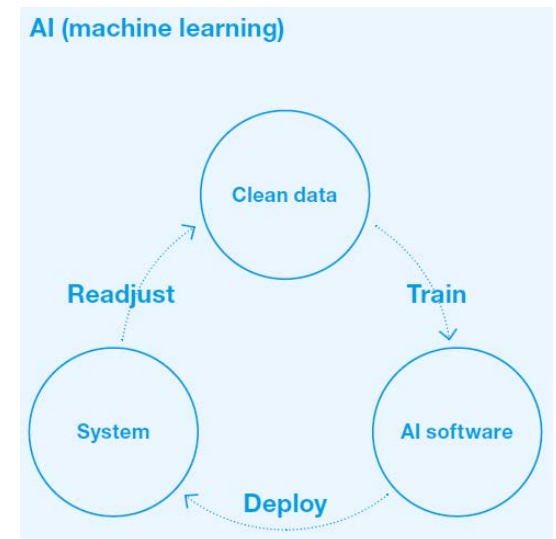 AI (machine learning)
Clean data
Readjust
Train
System
AI software
Deploy